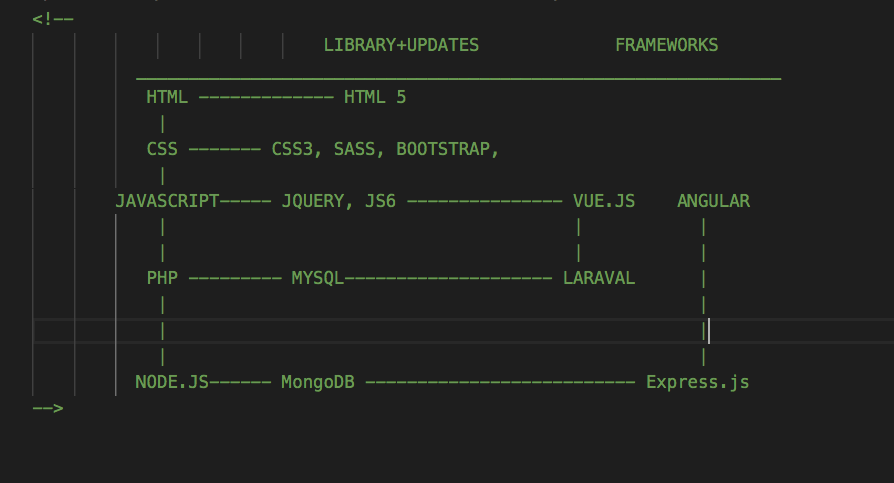 <!--
LIBRARY+UPDATES FRAMEWORKS
HTML ------------- HTML 5
|
CSS ------- CSS3, SASS, BOOTSTRAP,
|
JAVASCRIPT----- JQUERY, JS6 --------------- VUE.JS ANGULAR
| | |
| | |
PHP --------- MYSQL-------------------- LARAVAL |
| |
| |
| |
NODE.JS------ MongoDB -------------------------- Express.js
-->